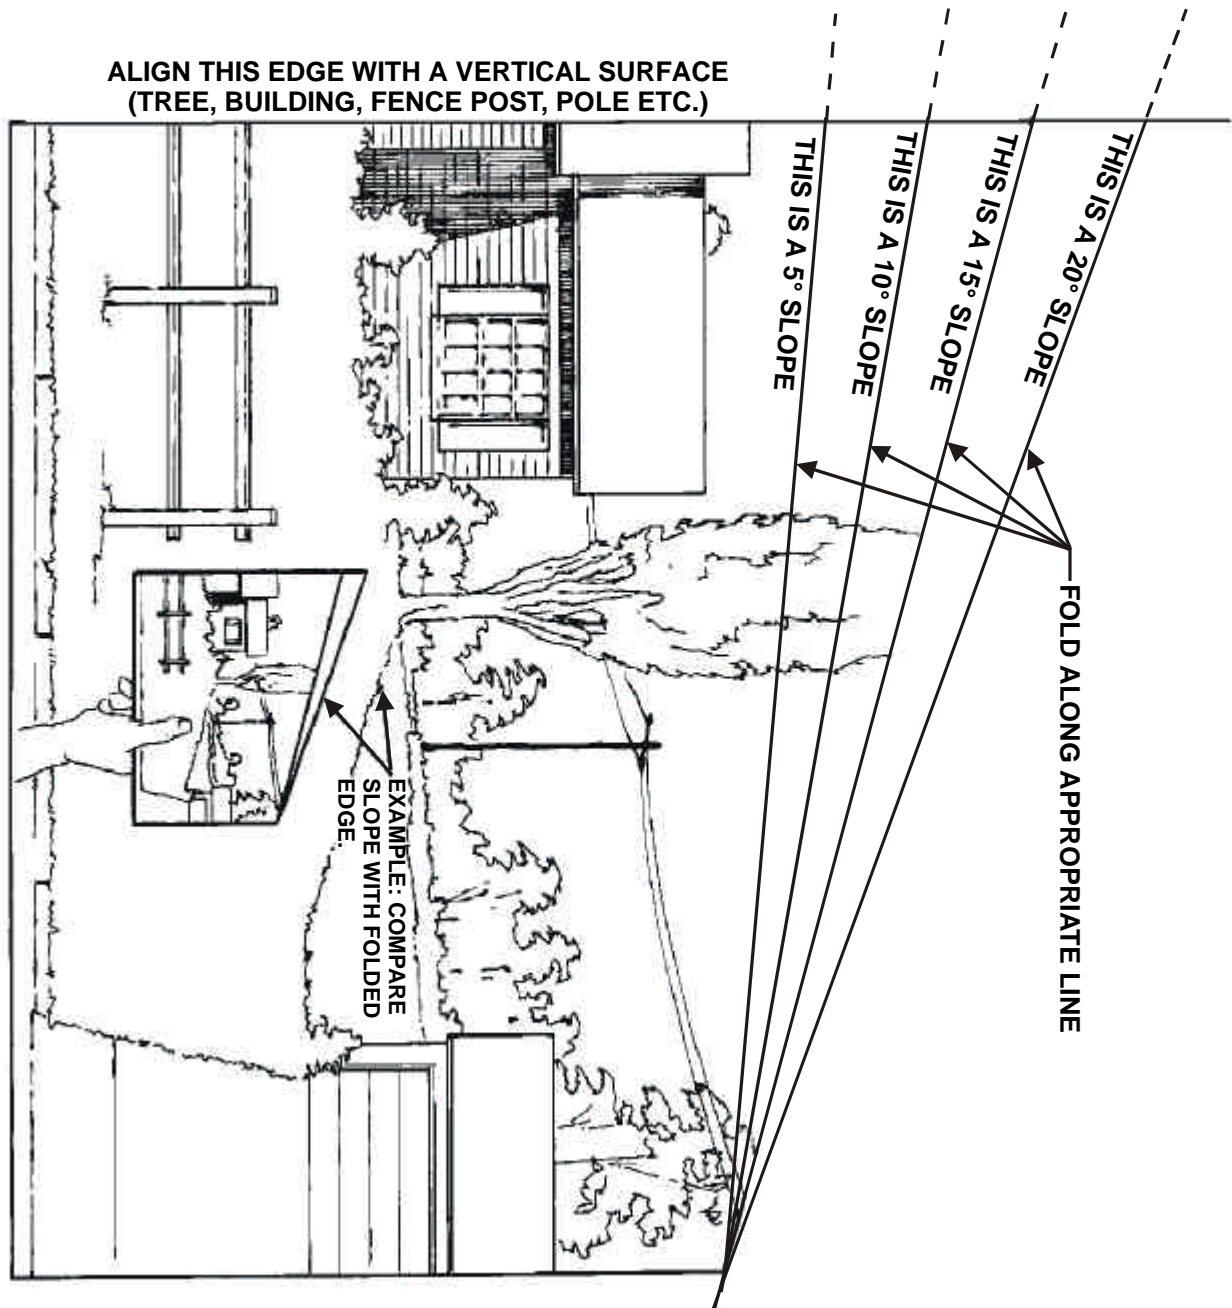 ALIGN THIS EDGE WITH A VERTICAL SURFACE
(TREE, BUILDING, FENCE POST, POLE ETC.)
THIS IS A 5° SLOPE
THIS IS A 10° SLOPE
THIS IS A 15° SLOPE
THIS IS A 20° SLOPE
FOLD ALONG APPROPRIATE LINE
EXAMPLE: COMPARE
SLOPE WITH FOLDED
EDGE.